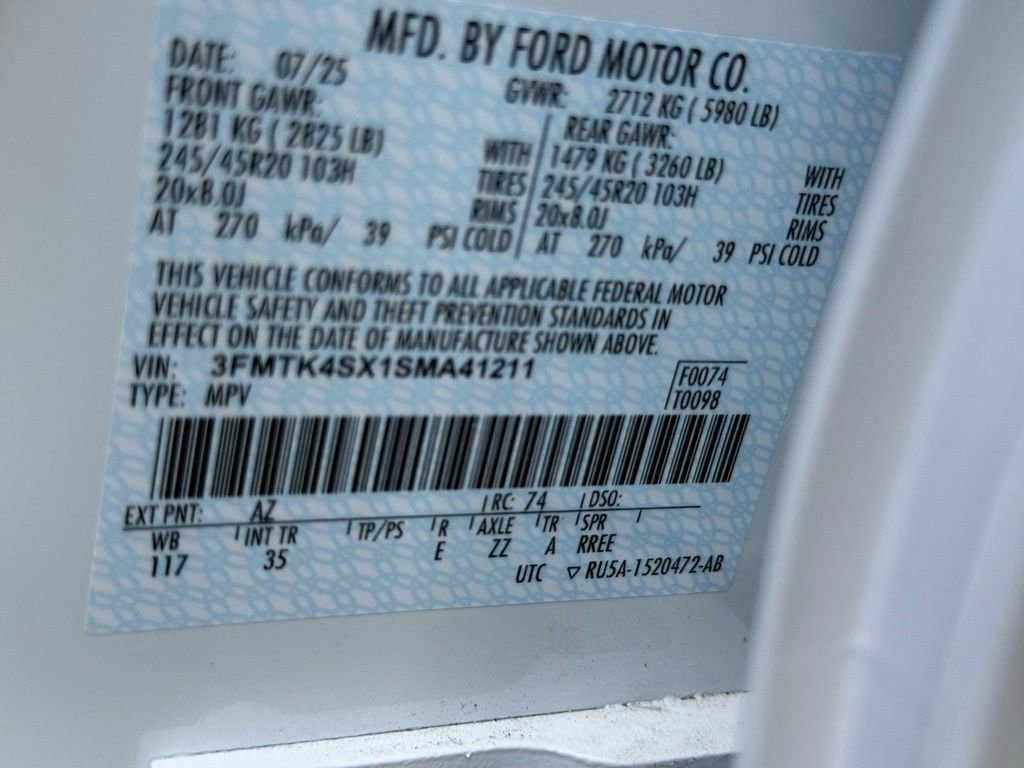 MFD. BY FORD MOTOR CO.
DATE: 07/25 GVWR: 2712 KG ( 5980 LB)
FRONT GAWR: REAR GAWR:
1281 KG ( 2825 LB) WITH 1479 KG ( 3260 LB) WITH
245/45R20 103H TIRES 245/45R20 103H TIRES
20x8.0J RIMS 20x8.0J RIMS
AT 270 kPa/ 39 PSI COLD AT 270 kPa/ 39 PSI COLD
THIS VEHICLE CONFORMS TO ALL APPLICABLE FEDERAL MOTOR
VEHICLE SAFETY AND THEFT PREVENTION STANDARDS IN
EFFECT ON THE DATE OF MANUFACTURE SHOWN ABOVE.
VIN: 3FMTK4SX1SMA41211 F0074
TYPE: MPV T0098
EXT PNT: AZ RC: 74 DSO:
WB INT TR TP/PS R AXLE TR SPR
117 35 E ZZ A RREE
UTC ▽ RU5A-1520472-AB